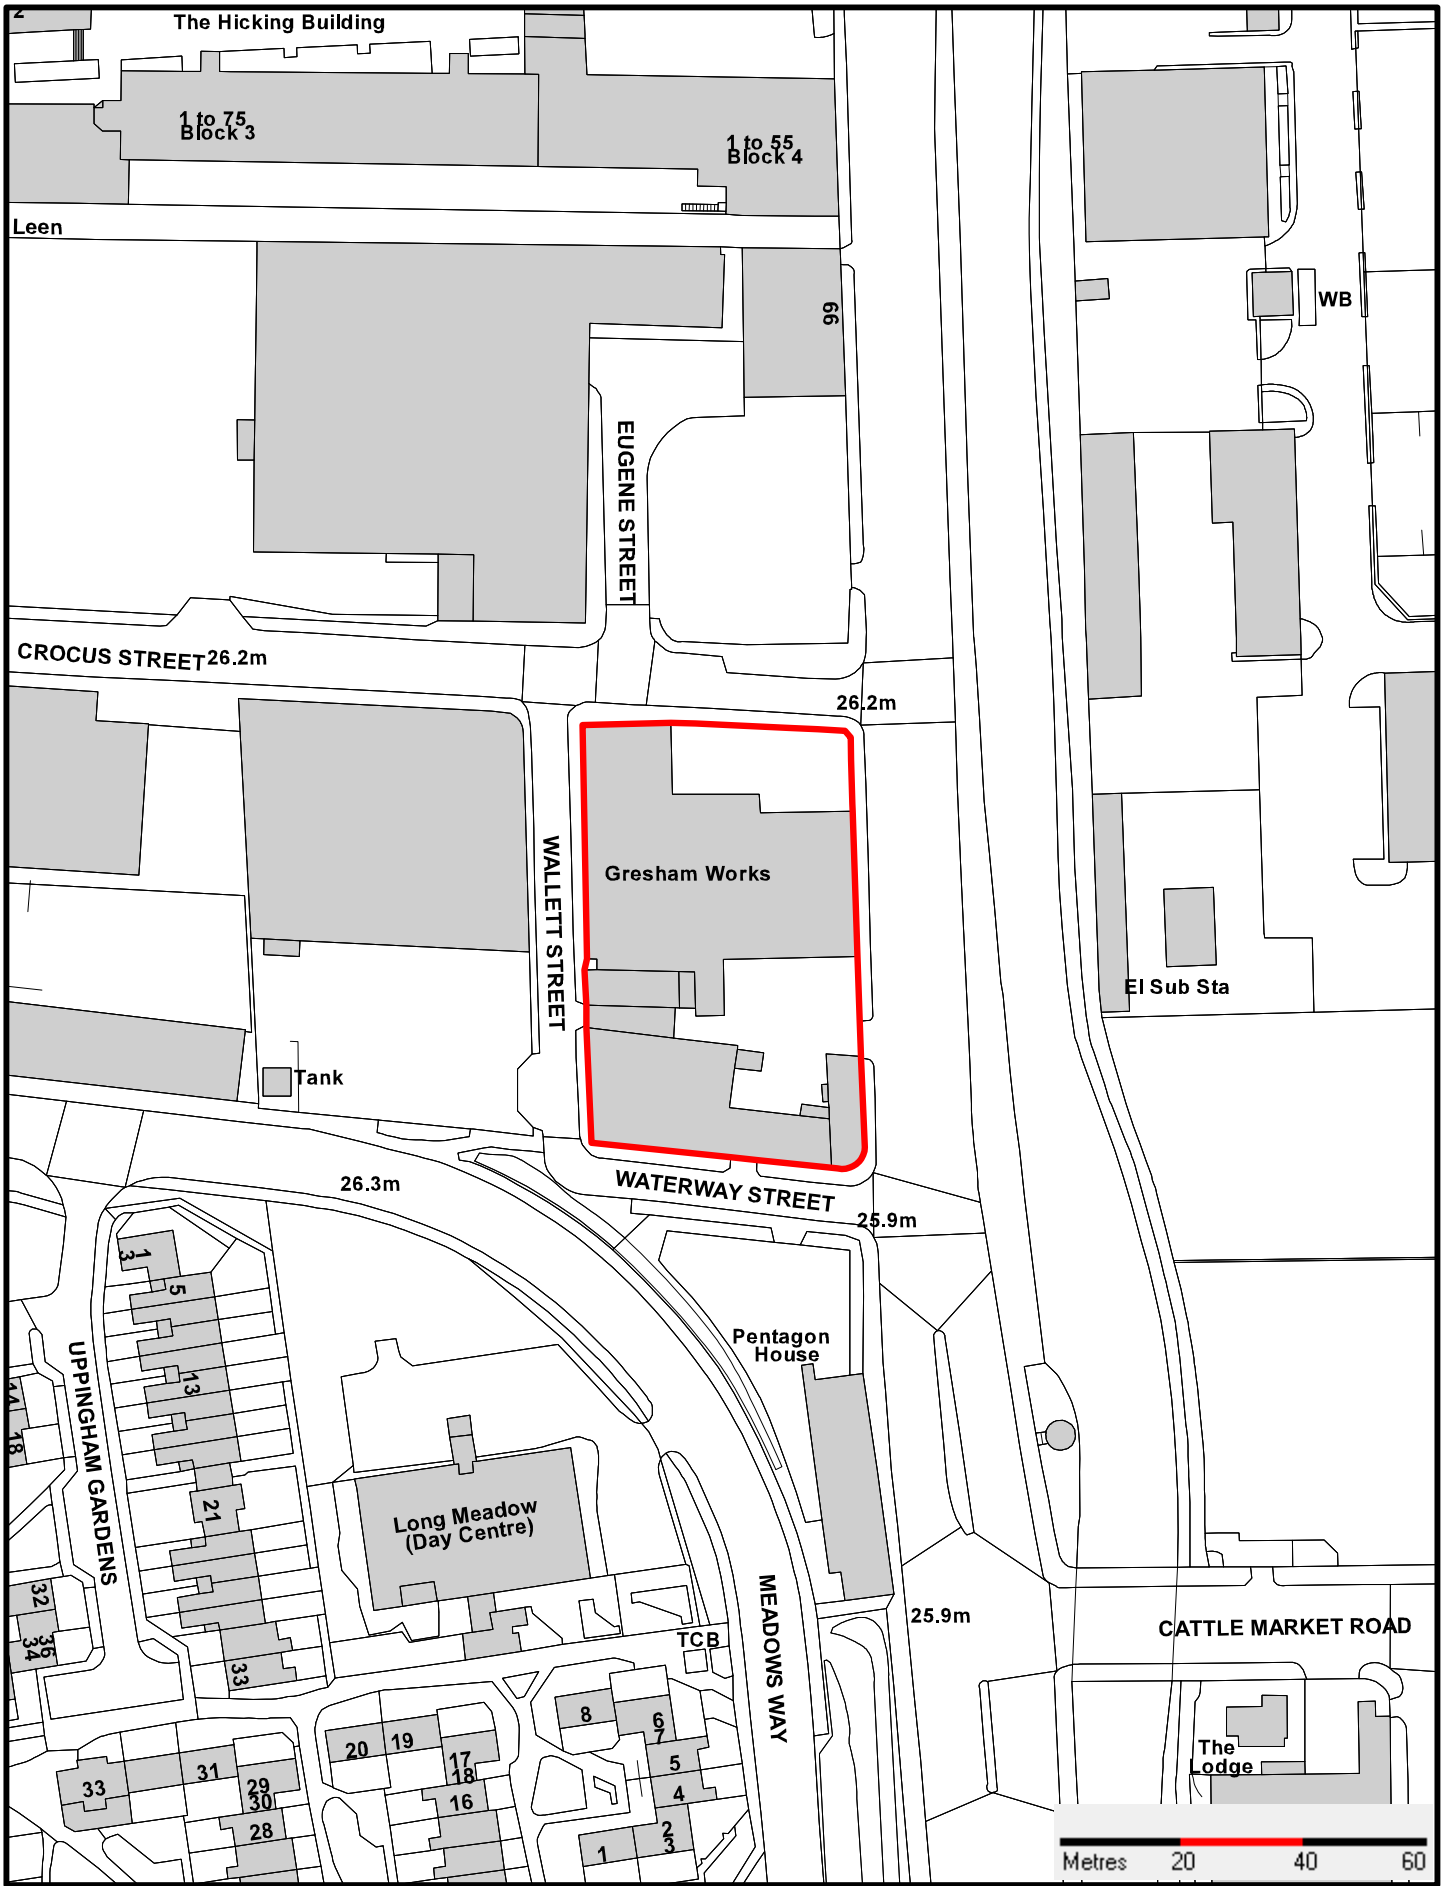 2
The Hicking Building
1 to 75
Block 3
1 to 55
Block 4
Leen
66
WB
EUGENE STREET
CROCUS STREET
26.2m
26.2m
Gresham Works
WALLETT STREET
El Sub Sta
Tank
26.3m
WATERWAY STREET
25.9m
1
3
5
13
14
18
21
UPPINGHAM GARDENS
Pentagon
House
Long Meadow
(Day Centre)
MEADOWS WAY
32
36
34
33
TCB
25.9m
CATTLE MARKET ROAD
8
6
7
5
4
2
3
1
20
19
17
18
16
33
31
29
30
28
The
Lodge
Metres
20
40
60